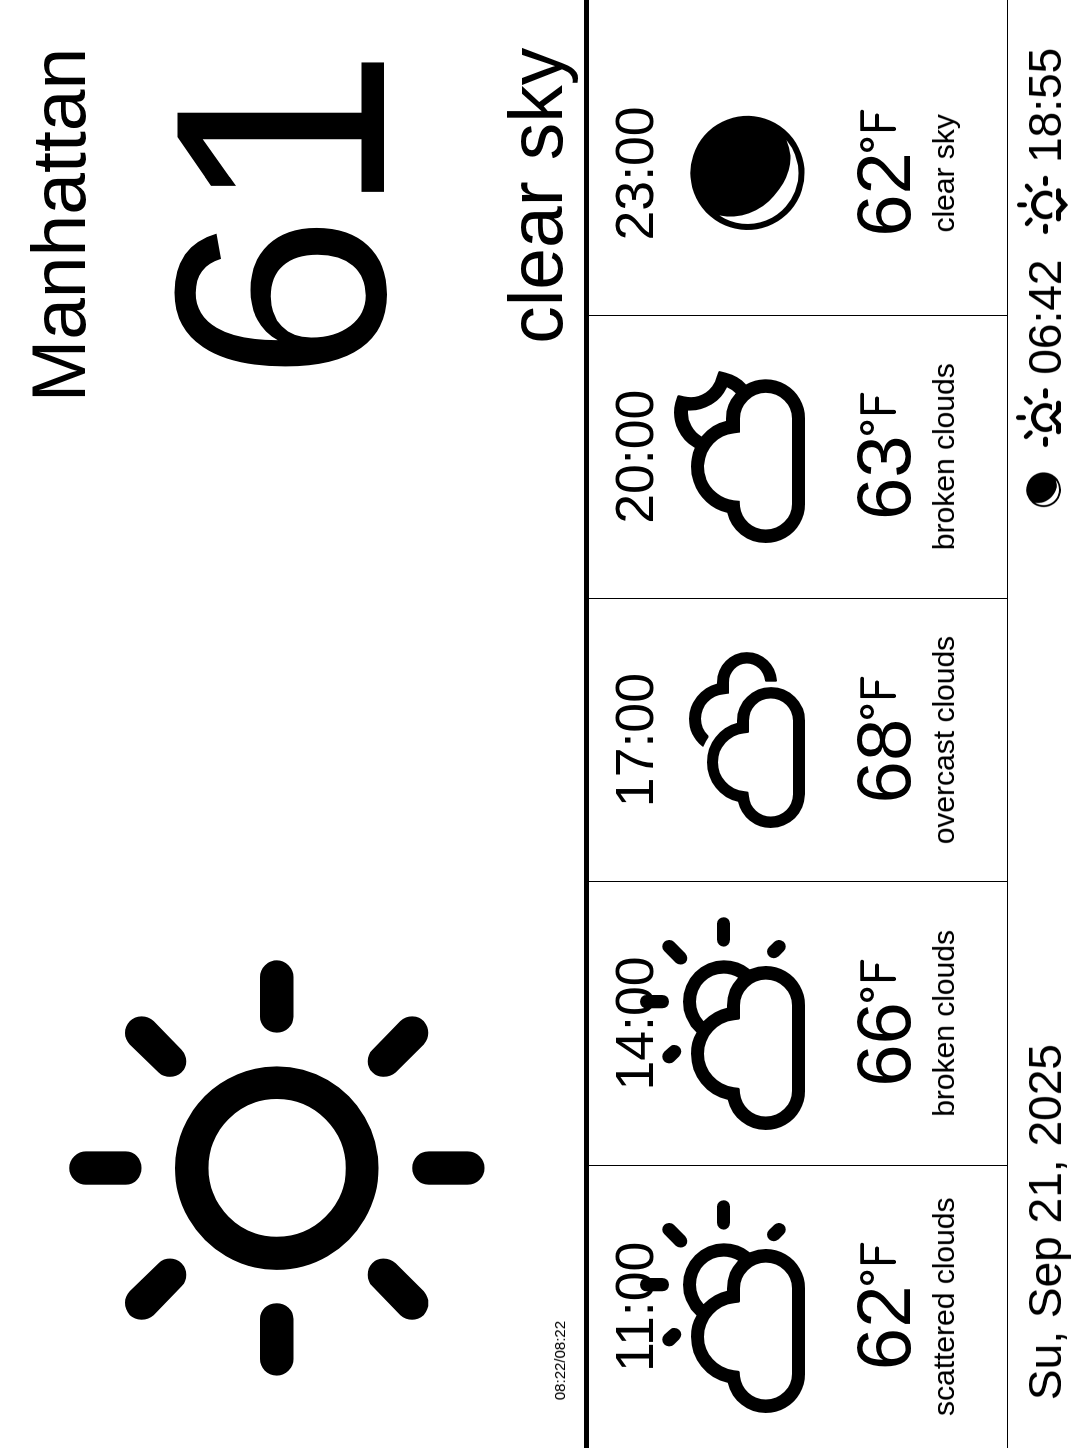 Manhattan
61
clear sky
08:22/08:22
11:00 14:00 17:00 20:00 23:00
62°F 66°F 68°F 63°F 62°F
scattered clouds broken clouds overcast clouds broken clouds clear sky
Su, Sep 21, 2025 06:42 18:55